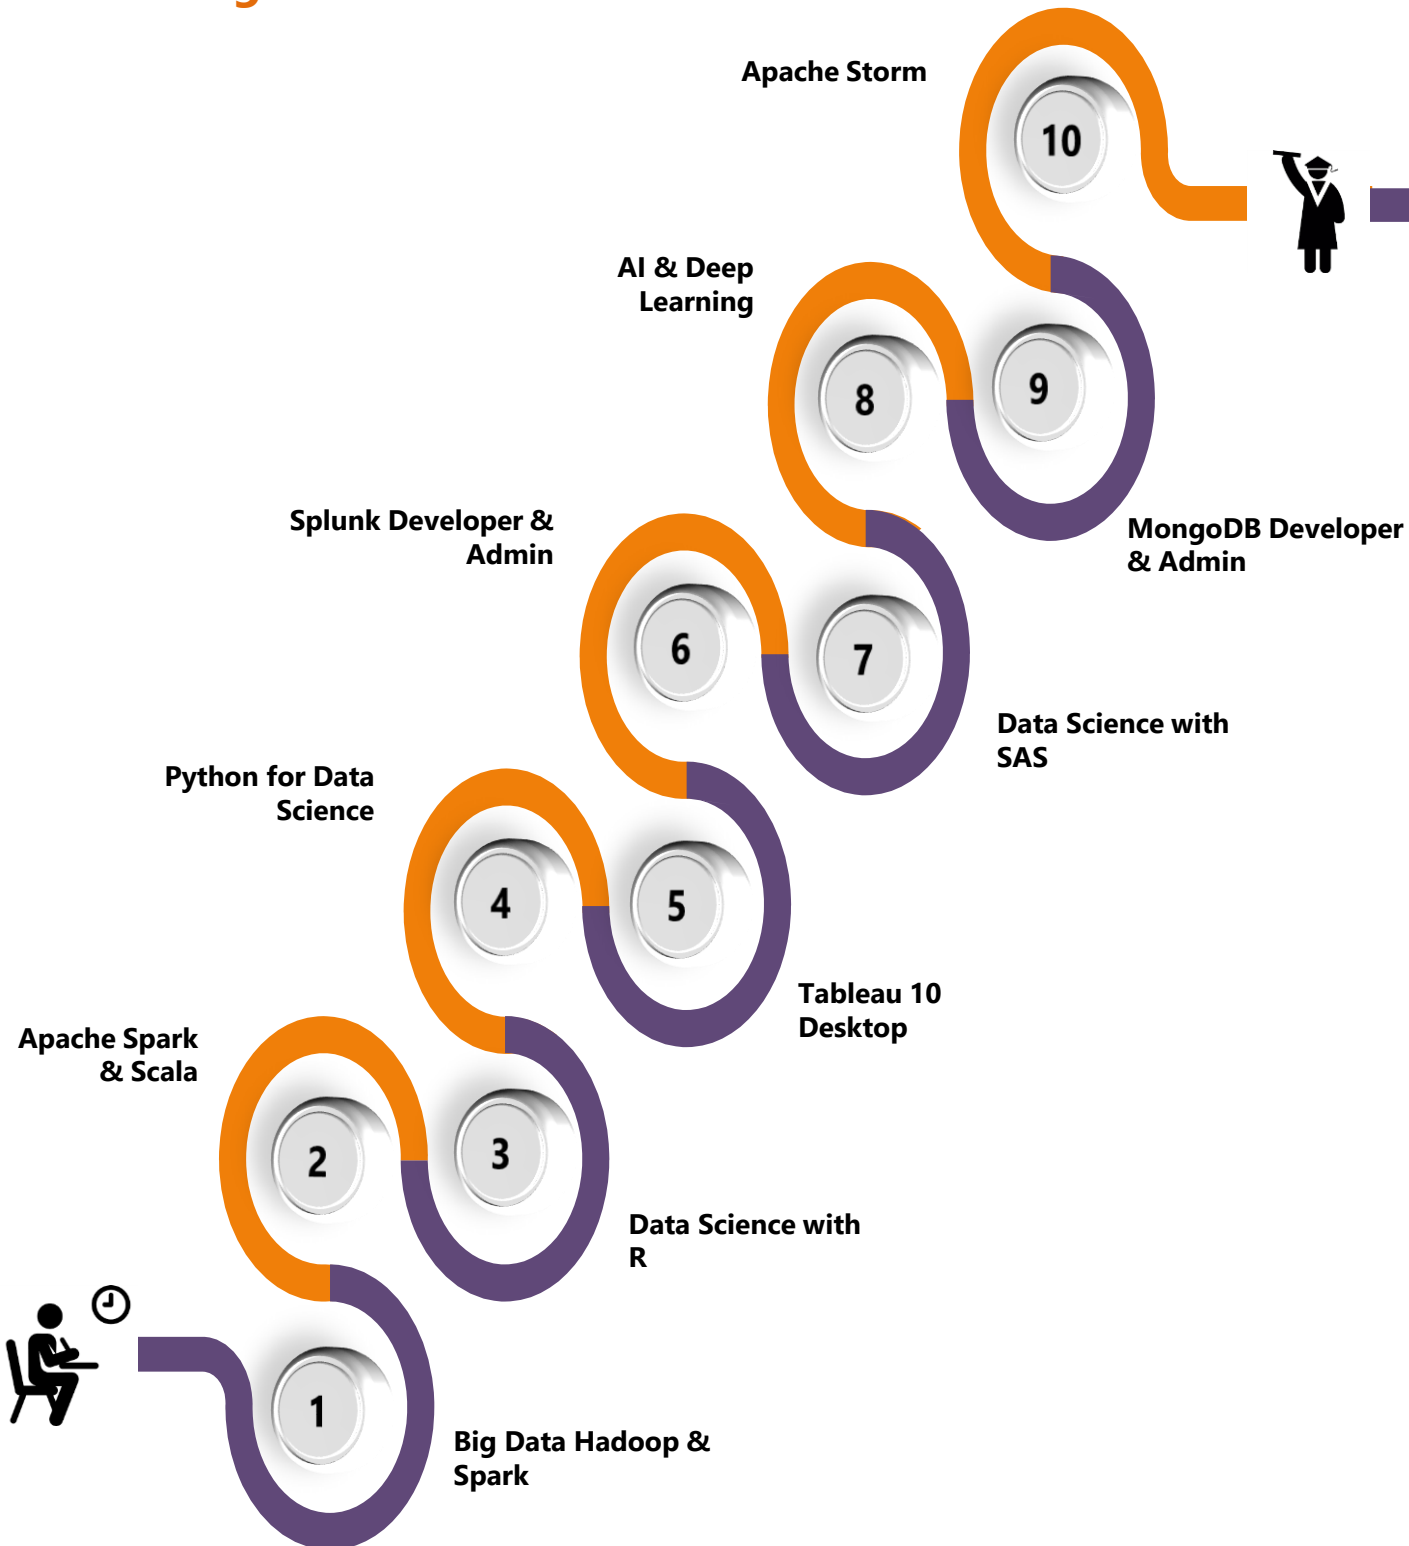 Apache Storm
10
AI & Deep
Learning
8
9
MongoDB Developer
& Admin
Splunk Developer &
Admin
6
7
Data Science with
SAS
Python for Data
Science
4
5
Tableau 10
Desktop
Apache Spark
& Scala
2
3
Data Science with
R
1
Big Data Hadoop &
Spark